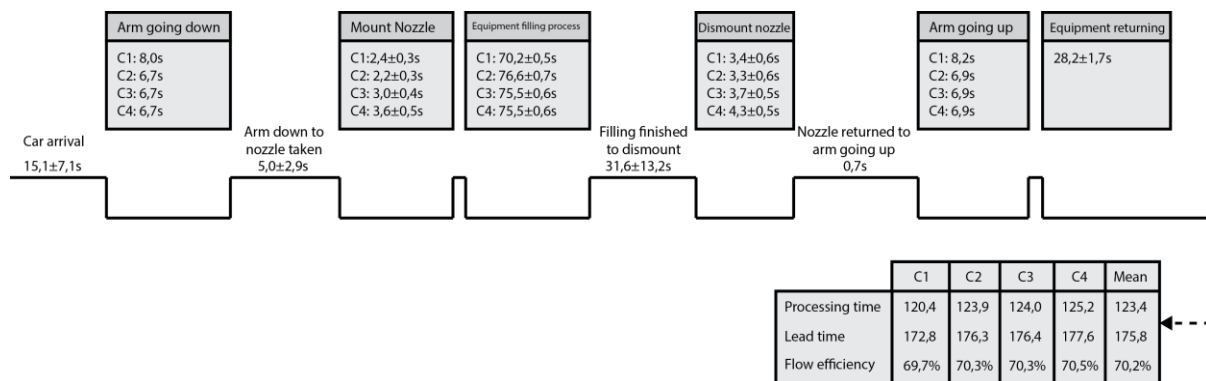 Arm going down
C1: 8,0s
C2: 6,7s
C3: 6,7s
C4: 6,7s
Mount Nozzle
C1:2,4±0,3s
C2: 2,2±0,3s
C3: 3,0±0,4s
C4: 3,6±0,5s
Equipment filling process
C1: 70,2±0,5s
C2: 76,6±0,7s
C3: 75,5±0,6s
C4: 75,5±0,6s
Dismount nozzle
C1: 3,4±0,6s
C2: 3,3±0,6s
C3: 3,7±0,5s
C4: 4,3±0,5s
Arm going up
C1: 8,2s
C2: 6,9s
C3: 6,9s
C4: 6,9s
Equipment returning
28,2±1,7s
Car arrival
15,1±7,1s
Arm down to
nozzle taken
5,0±2,9s
Filling finished
to dismount
31,6±13,2s
Nozzle returned to
arm going up
0,7s
C1 C2 C3 C4 Mean
Processing time 120,4 123,9 124,0 125,2 123,4
Lead time 172,8 176,3 176,4 177,6 175,8
Flow efficiency 69,7% 70,3% 70,3% 70,5% 70,2%